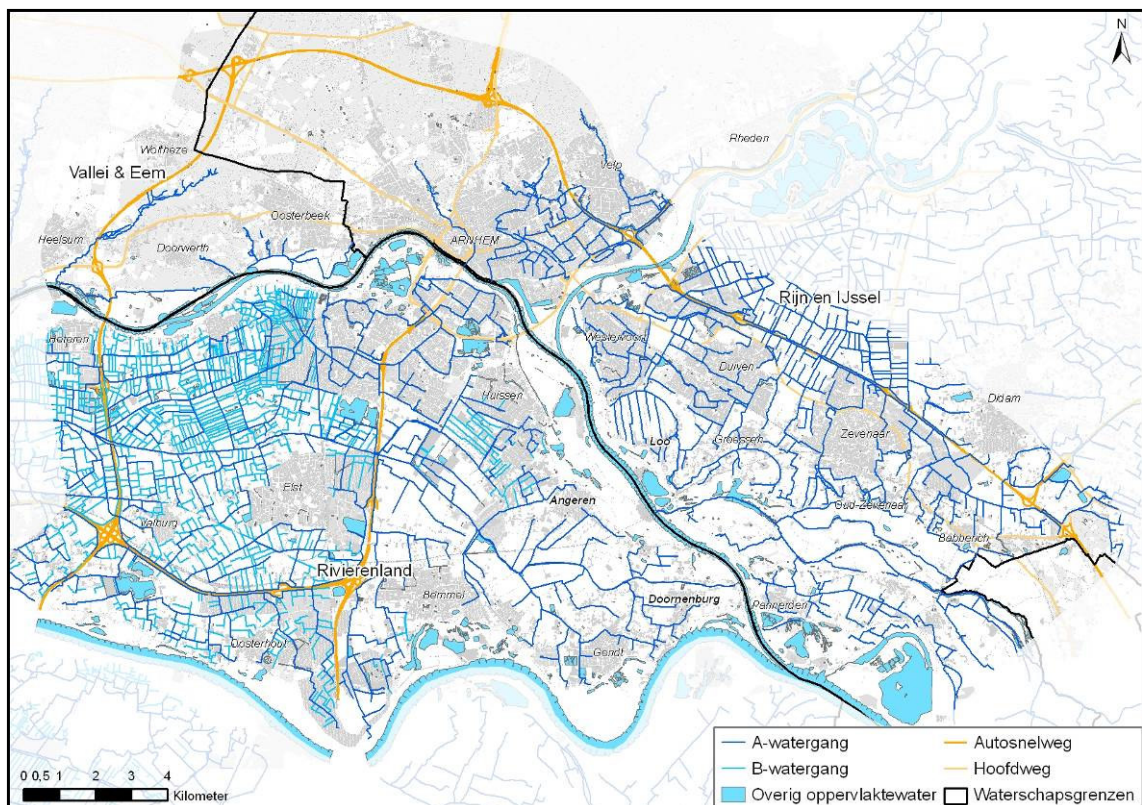 N
Rheden
Wolfheze
Velp
Vallei & Eem
Oosterbeek
Heelsum
Doorwerth
ARNHEM
Rijn en IJssel
Heteren
Westervoort
Duiven
Huissen
Didam
Loo
Groessen
Zevenaar
Elst
Angeren
Oud-Zevenaar
Valburg
Babberich
Rivierenland
Bemmel
Doornenburg
Pannerden
Oosterhout
Gendt
A-watergang
B-watergang
Overig oppervlaktewater
Autosnelweg
Hoofdweg
Waterschapsgrenzen
0 0,5 1 2 3 4
Kilometer